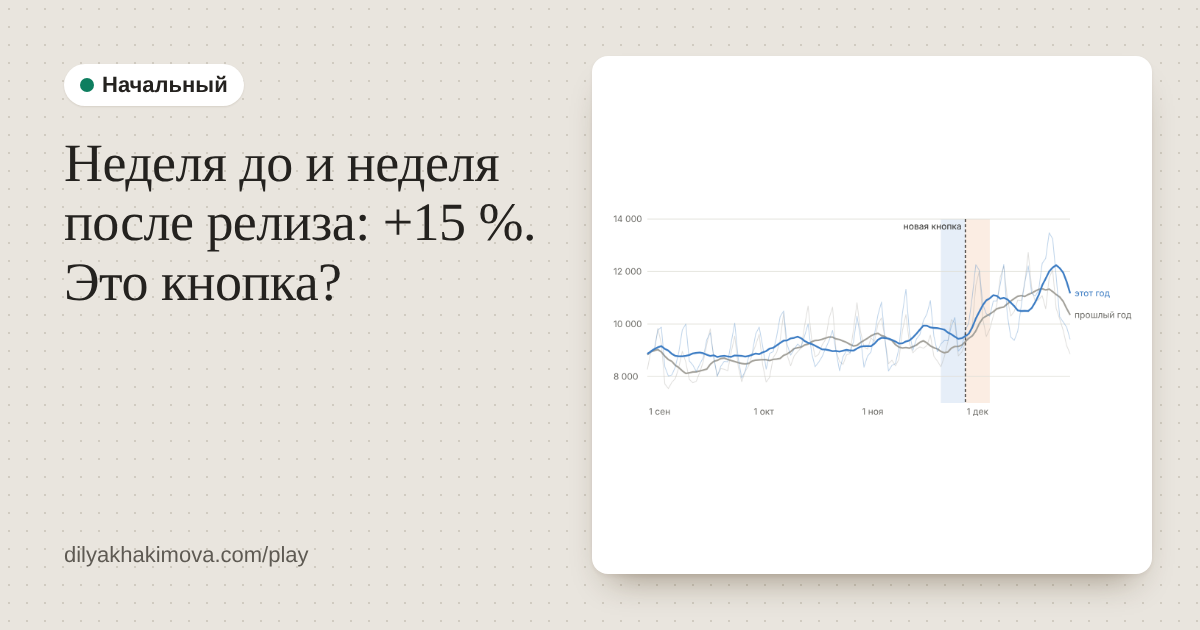 Начальный
Неделя до и неделя
после релиза: +15 %.
Это кнопка?
dilyakhakimova.com/play
14 000
новая кнопка
12 000
этот год
прошлый год
10 000
8 000
1 сен
1 окт
1 ноя
1 дек